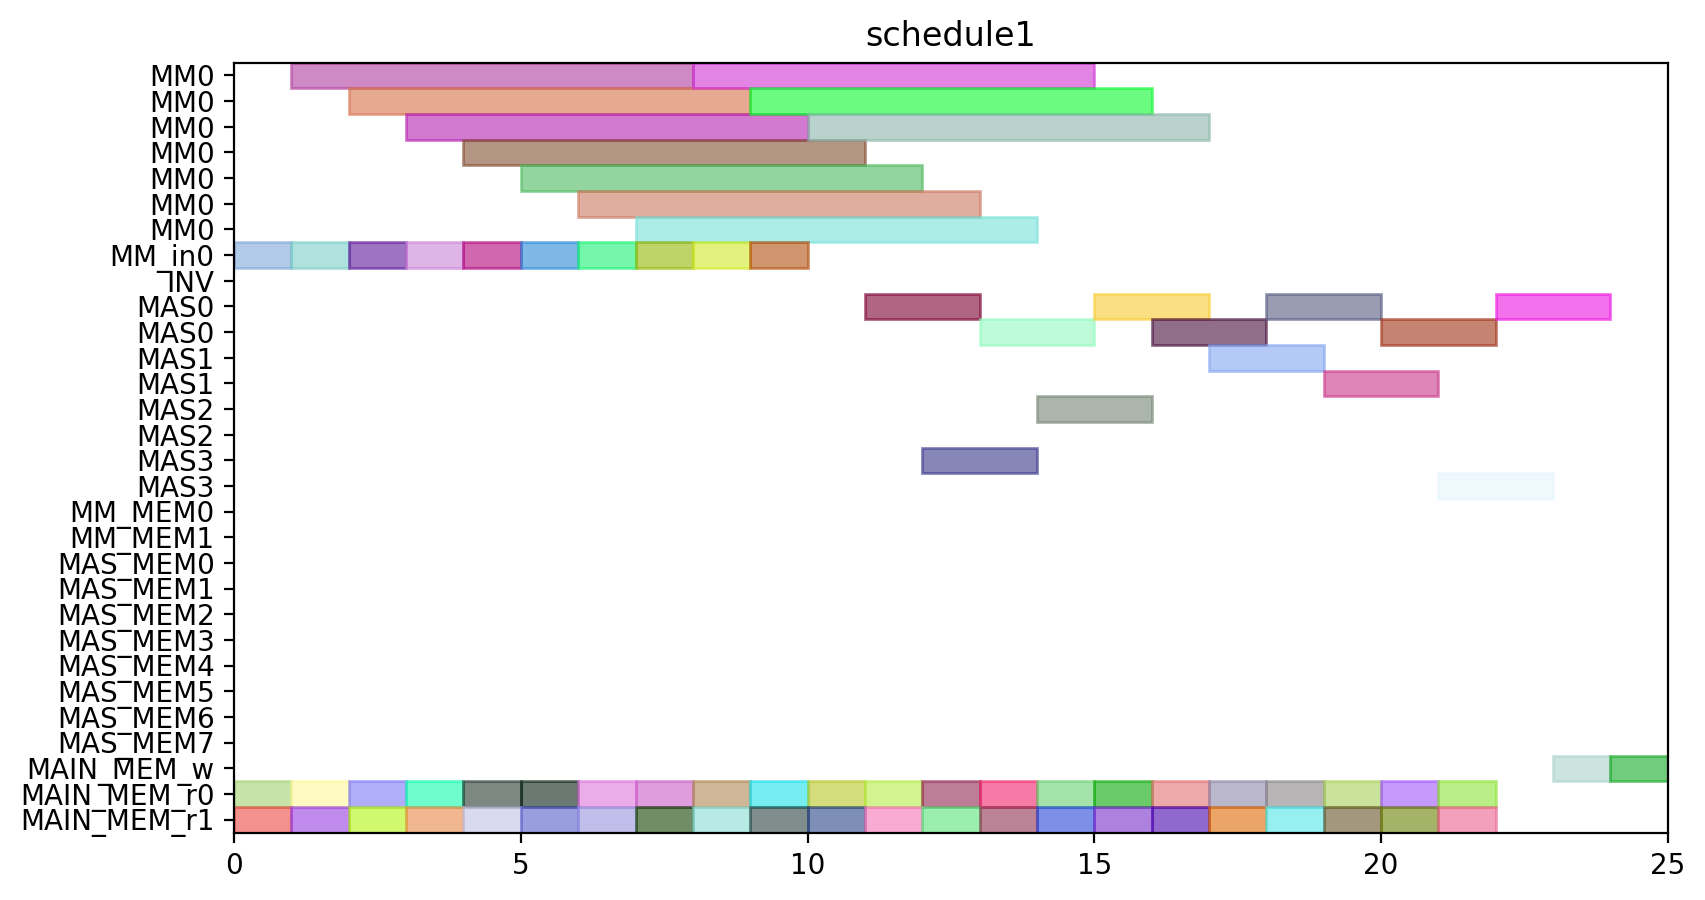 schedule1
MM0
MM0
MM0
MM0
MM0
MM0
MM0
MM_in0
INV
MAS0
MAS0
MAS1
MAS1
MAS2
MAS2
MAS3
MAS3
MM_MEM0
MM_MEM1
MAS_MEM0
MAS_MEM1
MAS_MEM2
MAS_MEM3
MAS_MEM4
MAS_MEM5
MAS_MEM6
MAS_MEM7
MAIN_MEM_w
MAIN_MEM_r0
MAIN_MEM_r1
0 5 10 15 20 25